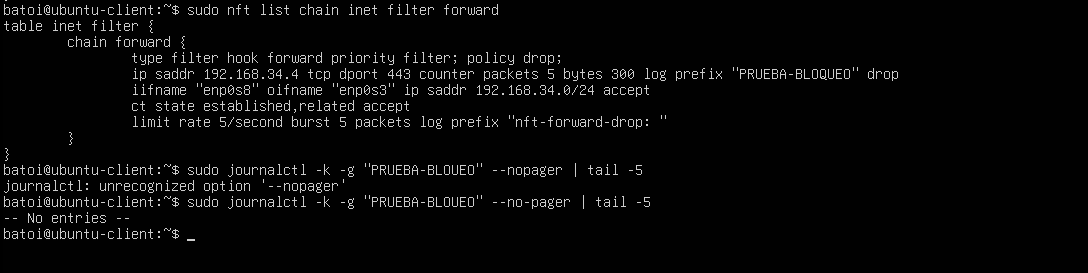 batoi@ubuntu-client:~$ sudo nft list chain inet filter forward
table inet filter {
        chain forward {
                type filter hook forward priority filter; policy drop;
                ip saddr 192.168.34.4 tcp dport 443 counter packets 5 bytes 300 log prefix "PRUEBA-BLOQUEO" drop
                iifname "enp0s8" oifname "enp0s3" ip saddr 192.168.34.0/24 accept
                ct state established,related accept
                limit rate 5/second burst 5 packets log prefix "nft-forward-drop: "
        }
}
batoi@ubuntu-client:~$ sudo journalctl -k -g "PRUEBA-BLOUEO" --nopager | tail -5
journalctl: unrecognized option '--nopager'
batoi@ubuntu-client:~$ sudo journalctl -k -g "PRUEBA-BLOUEO" --no-pager | tail -5
-- No entries --
batoi@ubuntu-client:~$ _